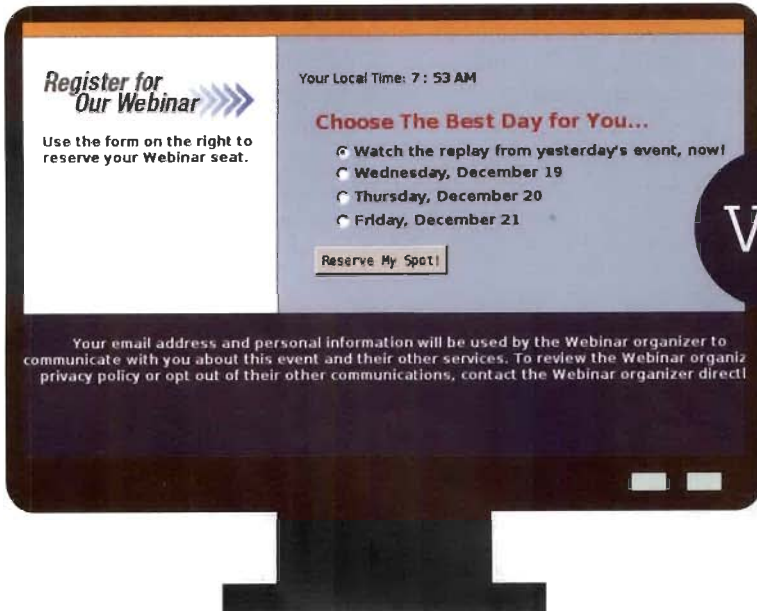 Register for
Our Webinar
Use the form on the right to
reserve your Webinar seat.
Your Local Time: 7 : 53 AM
Choose The Best Day for You...
Watch the replay from yesterday's event, now!
Wednesday, December 19
Thursday, December 20
Friday, December 21
Reserve My Spot!
V
Your email address and personal information will be used by the Webinar organizer to
communicate with you about this event and their other services. To review the Webinar organiz
privacy policy or opt out of their other communications, contact the Webinar organizer directl